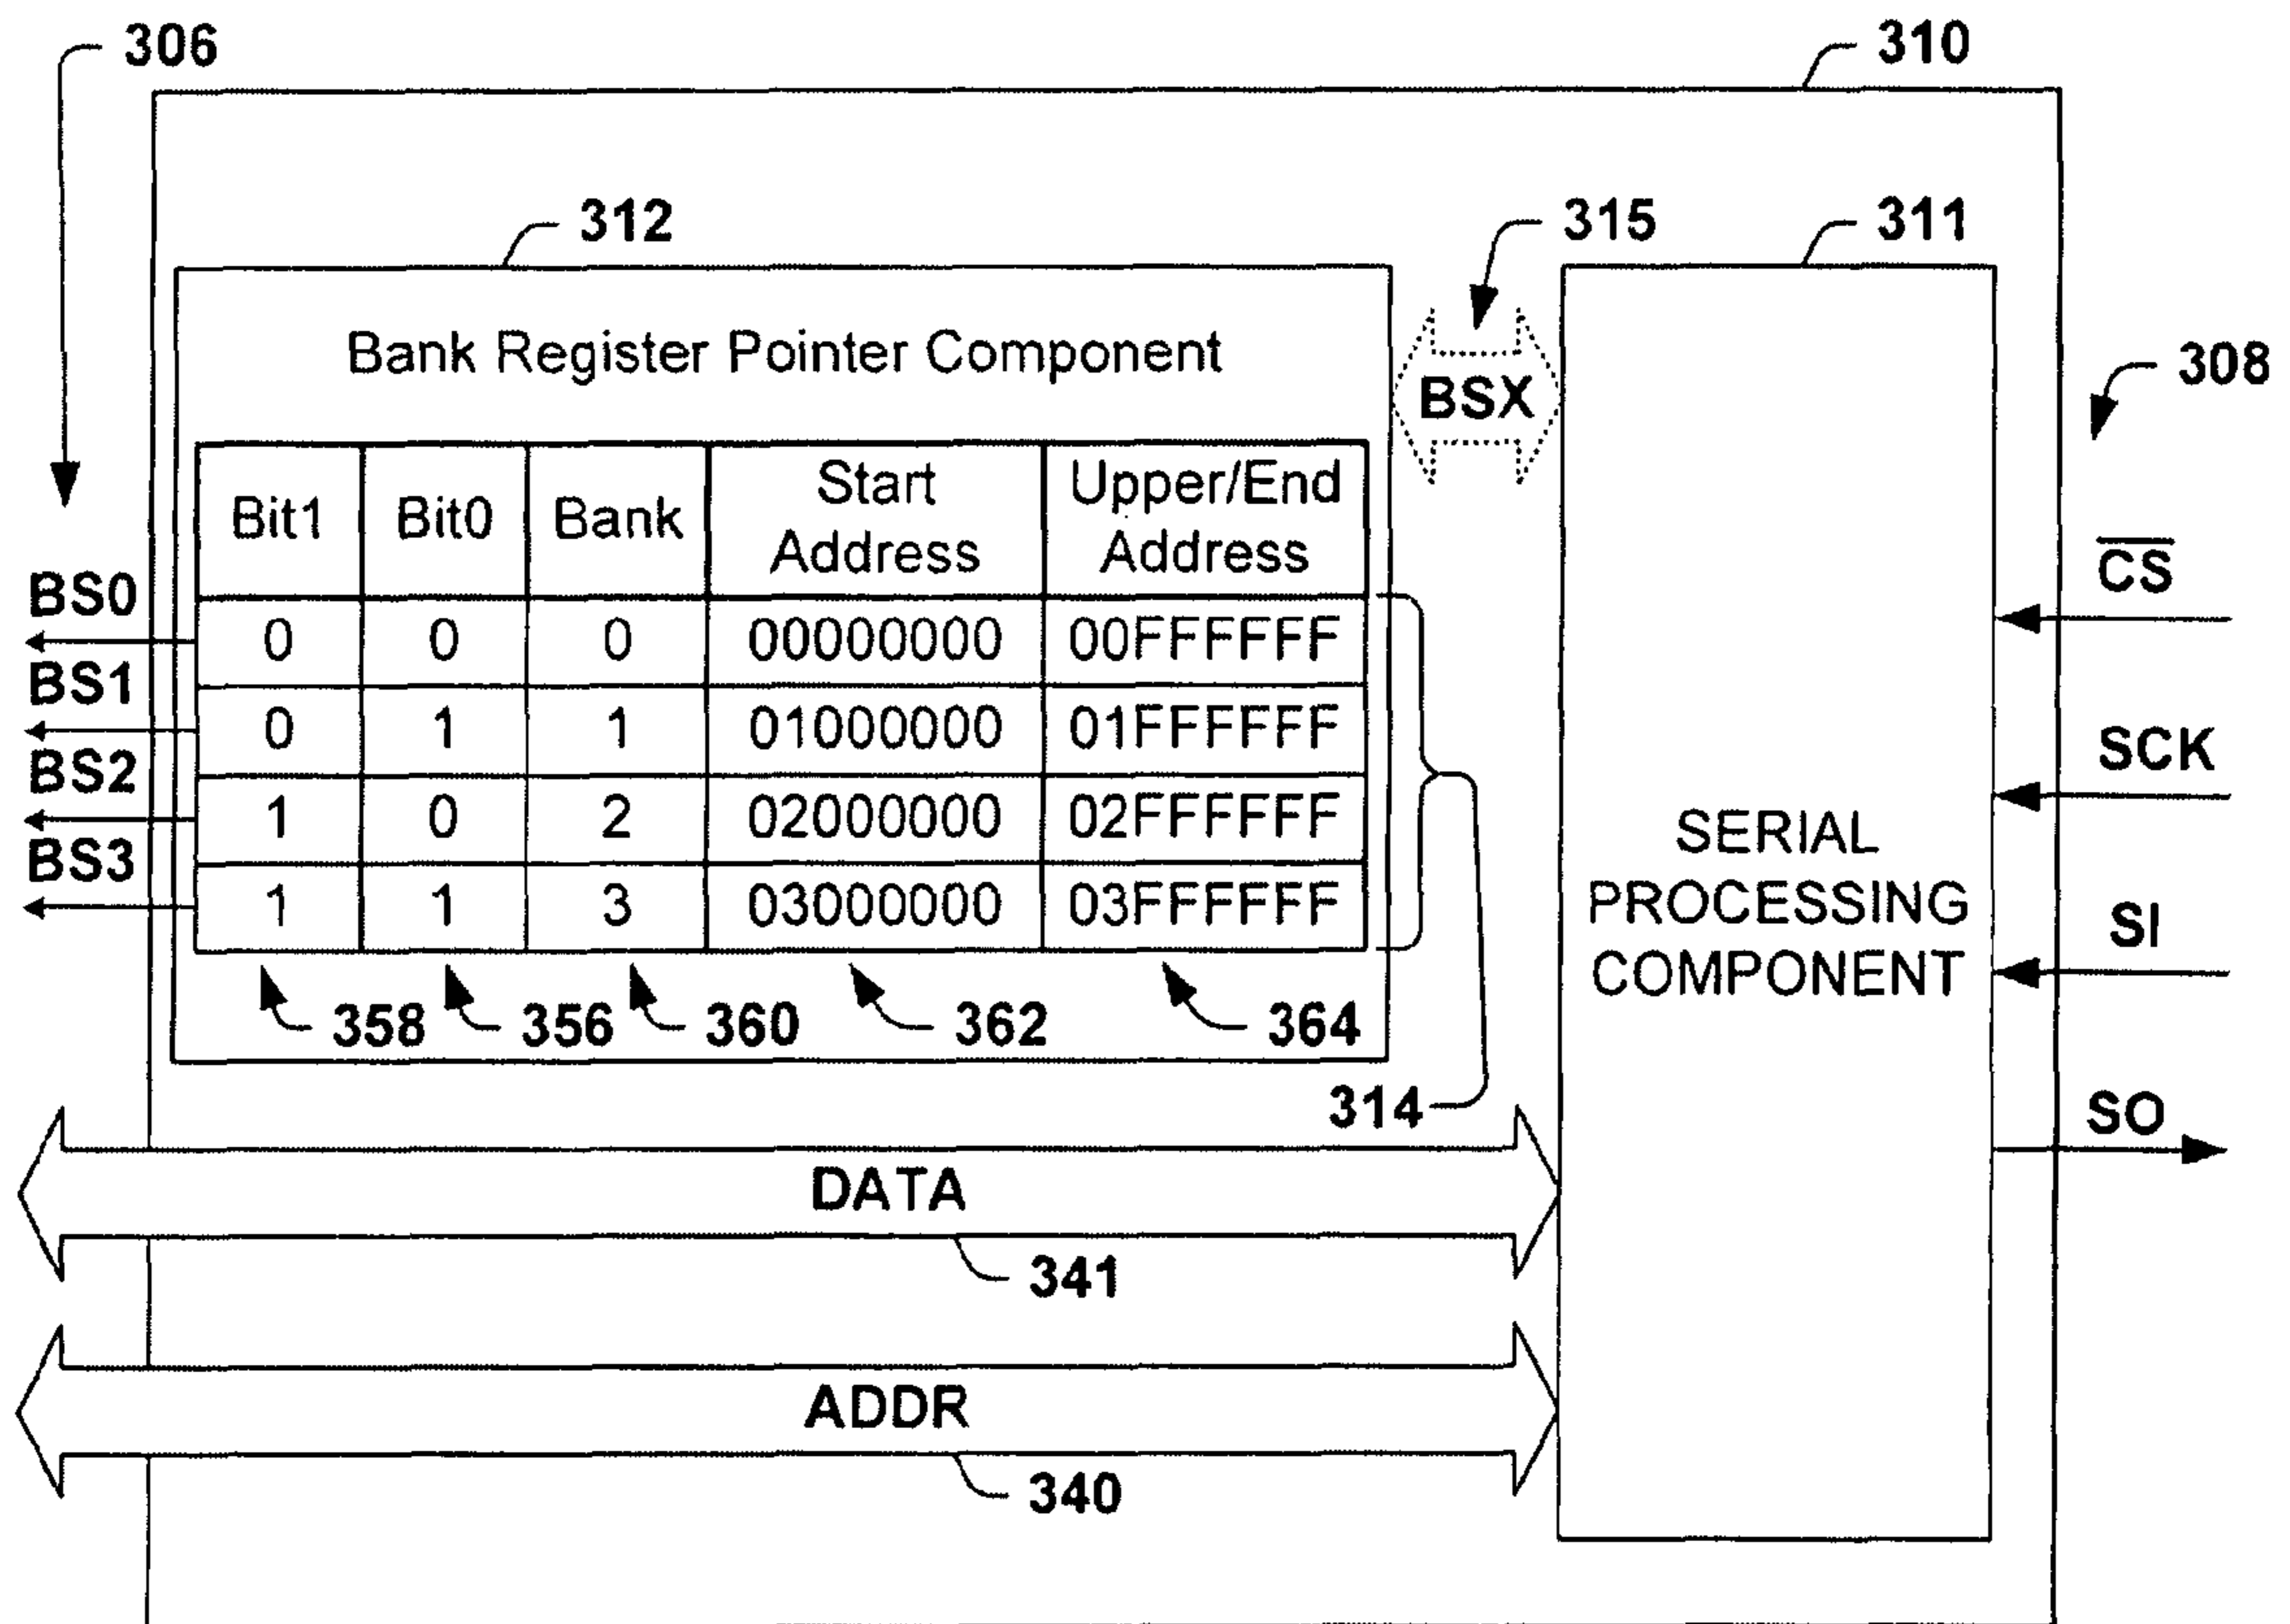 306
310
312
315
311
308
Bank Register Pointer Component
BSX
Bit1 Bit0 Bank Start Address Upper/End Address
BS0
0 0 0 00000000 00FFFFFF
BS1
0 1 1 01000000 01FFFFFF
BS2
1 0 2 02000000 02FFFFFF
BS3
1 1 3 03000000 03FFFFFF
358 356 360 362 364
314
CS
SCK
SI
SO
SERIAL
PROCESSING
COMPONENT
DATA
341
ADDR
340